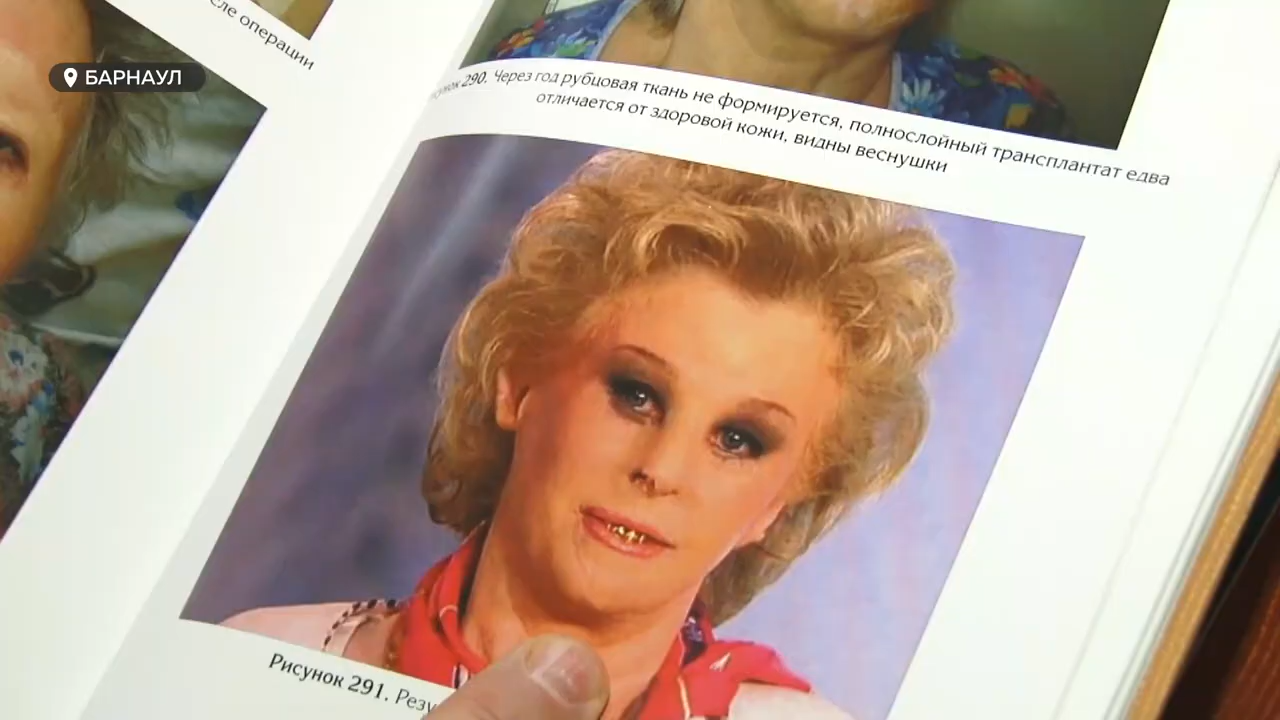 сле операции
БАРНАУЛ
290. Через год рубцовая ткань не формируется, полнослойный трансплантат едва
отличается от здоровой кожи, видны веснушки
Рисунок 291. Резу